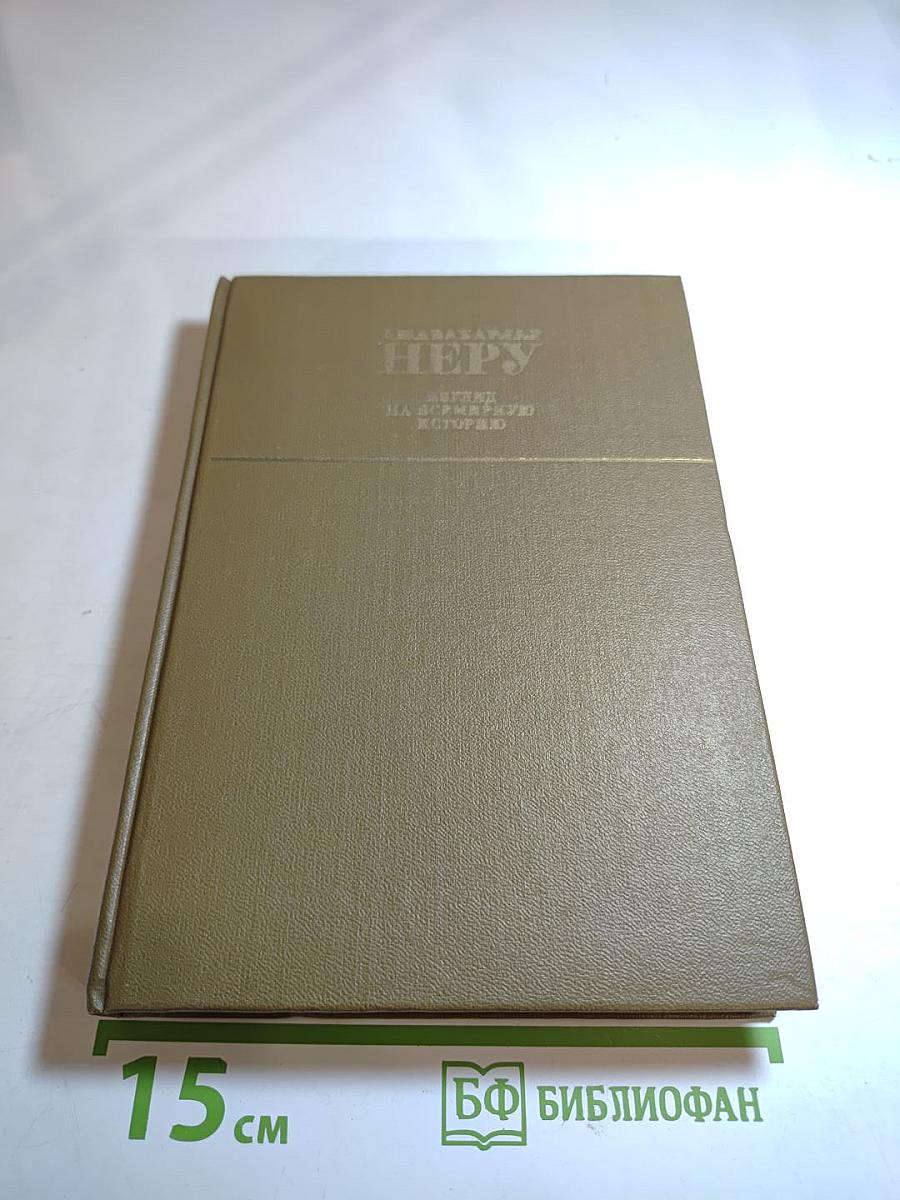 ДЖАВАХАРЛАЛ
НЕРУ
ВЗГЛЯД
НА ВСЕМИРНУЮ
ИСТОРИЮ
15 см
БФ БИБЛИОФАН